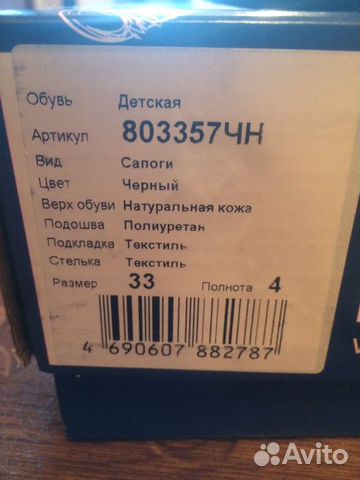 Обувь Детская
Артикул 803357ЧН
Вид Сапоги
Цвет Черный
Верх обуви Натуральная кожа
Подошва Полиуретан
Подкладка Текстиль
Стелька Текстиль
Размер 33 Полнота 4
4 690607 882787
Avito